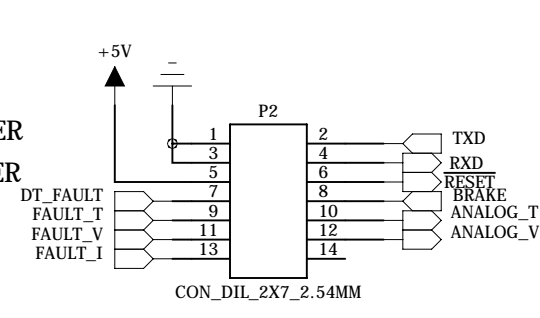 +5V
P2
ER
ER
1 2 TXD
3 4 RXD
5 6 RESET
DT_FAULT 7 8 BRAKE
FAULT_T 9 10 ANALOG_T
FAULT_V 11 12 ANALOG_V
FAULT_I 13 14
CON_DIL_2X7_2.54MM